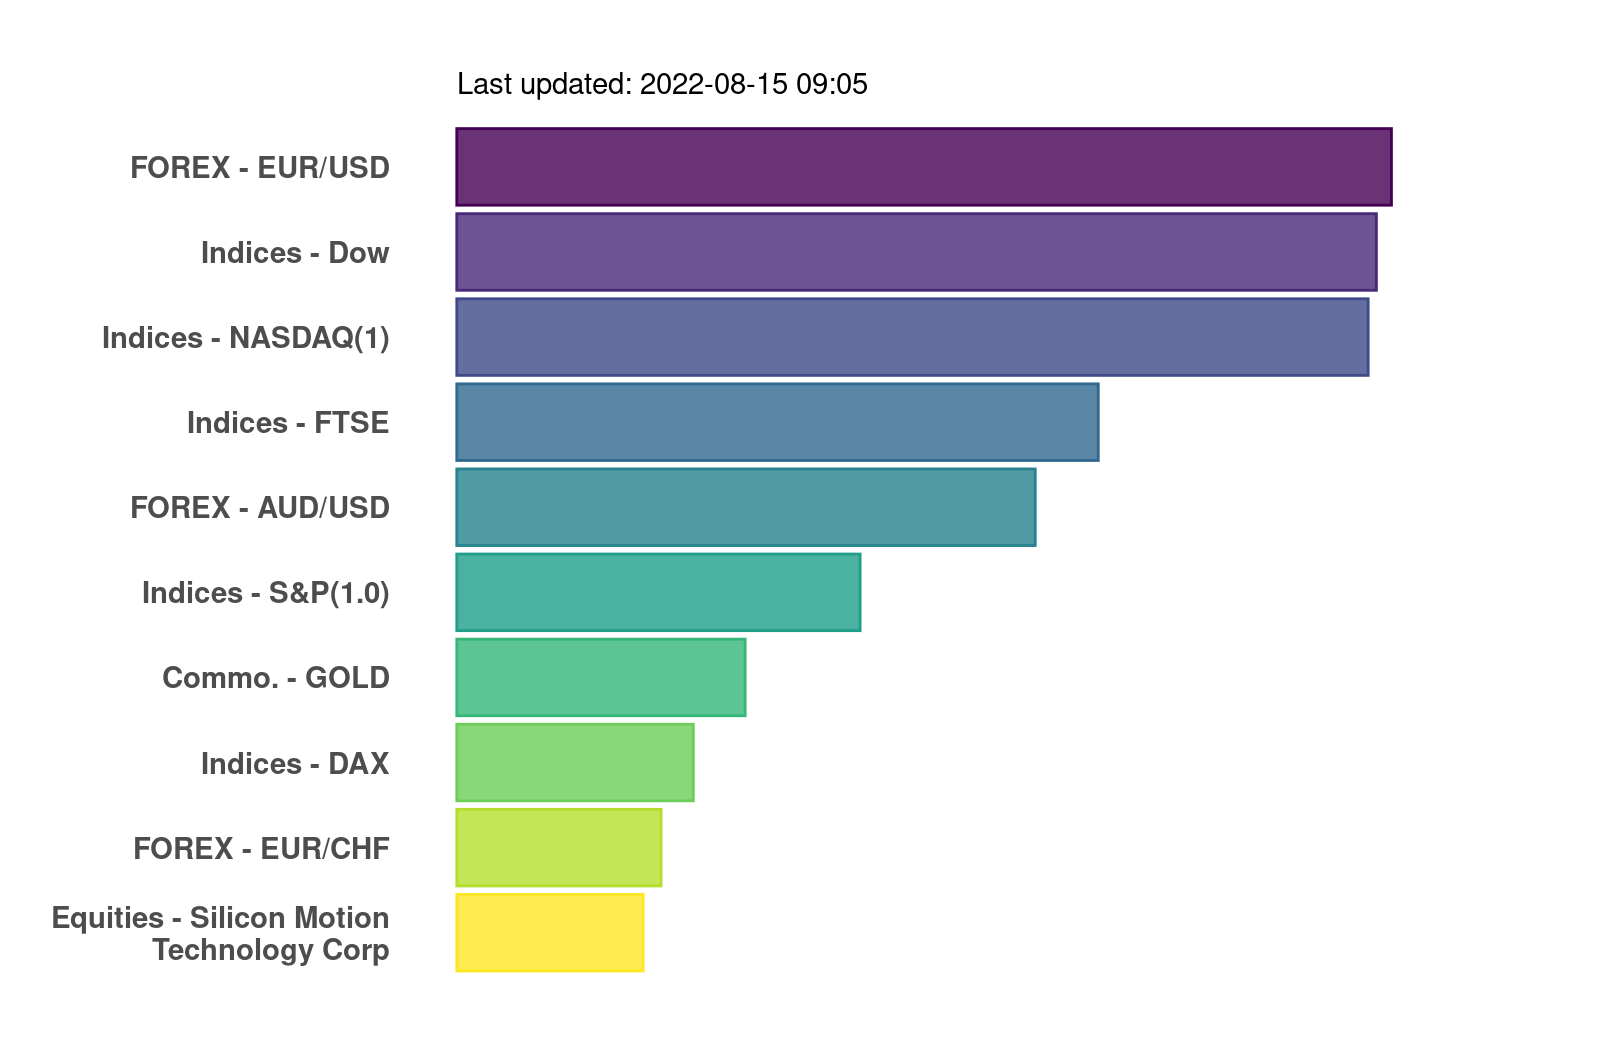 Last updated: 2022-08-15 09:05
FOREX - EUR/USD
Indices - Dow
Indices - NASDAQ(1)
Indices - FTSE
FOREX - AUD/USD
Indices - S&P(1.0)
Commo. - GOLD
Indices - DAX
FOREX - EUR/CHF
Equities - Silicon Motion
Technology Corp